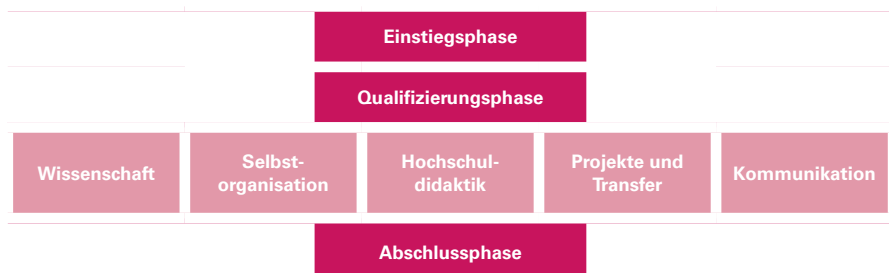 Einstiegsphase
Qualifizierungsphase
Wissenschaft
Selbst-
organisation
Hochschul-
didaktik
Projekte und
Transfer
Kommunikation
Abschlussphase